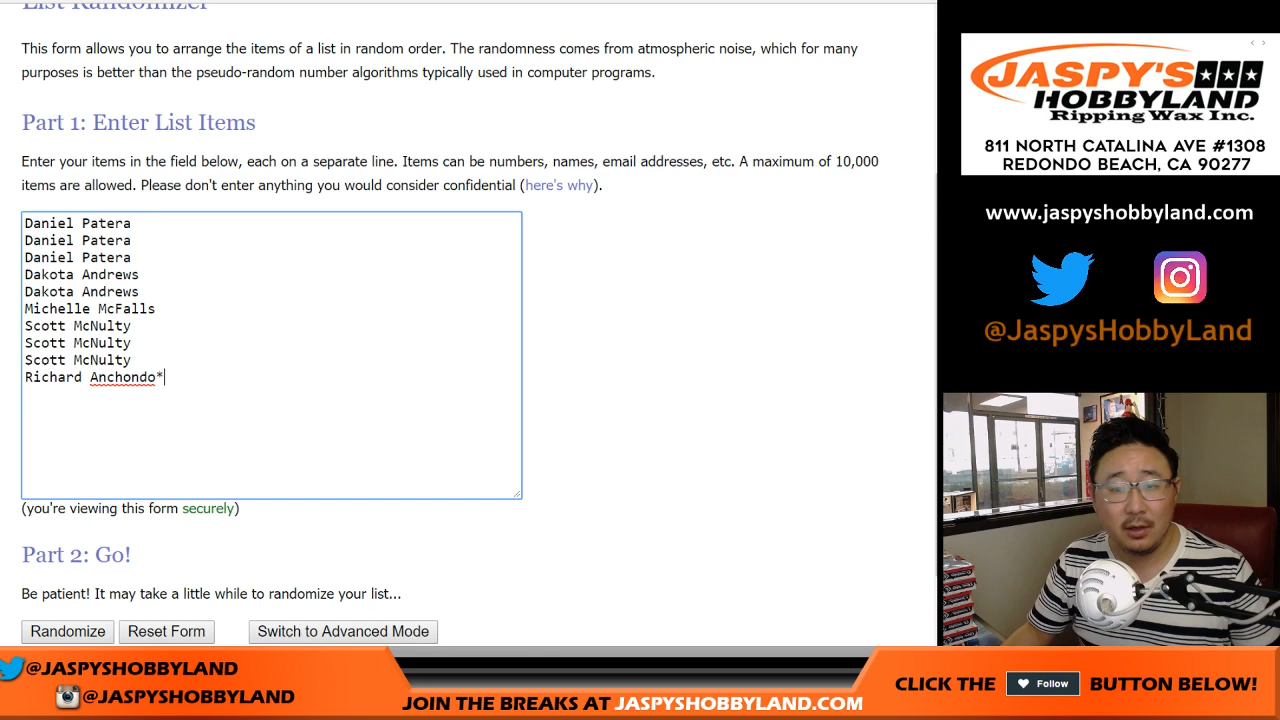 List Randomizer
This form allows you to arrange the items of a list in random order. The randomness comes from atmospheric noise, which for many
purposes is better than the pseudo-random number algorithms typically used in computer programs.
Part 1: Enter List Items
Enter your items in the field below, each on a separate line. Items can be numbers, names, email addresses, etc. A maximum of 10,000
items are allowed. Please don't enter anything you would consider confidential (here's why).
Daniel Patera
Daniel Patera
Daniel Patera
Dakota Andrews
Dakota Andrews
Michelle McFalls
Scott McNulty
Scott McNulty
Scott McNulty
Richard Anchondo*
(you're viewing this form securely)
Part 2: Go!
Be patient! It may take a little while to randomize your list...
Randomize Reset Form Switch to Advanced Mode
JASPY'S
HOBBYLAND
Ripping Wax Inc.
811 NORTH CATALINA AVE #1308
REDONDO BEACH, CA 90277
www.jaspyshobbyland.com
@JaspysHobbyLand
@JASPYSHOBBYLAND
@JASPYSHOBBYLAND
JOIN THE BREAKS AT JASPYSHOBBYLAND.COM
CLICK THE Follow BUTTON BELOW!